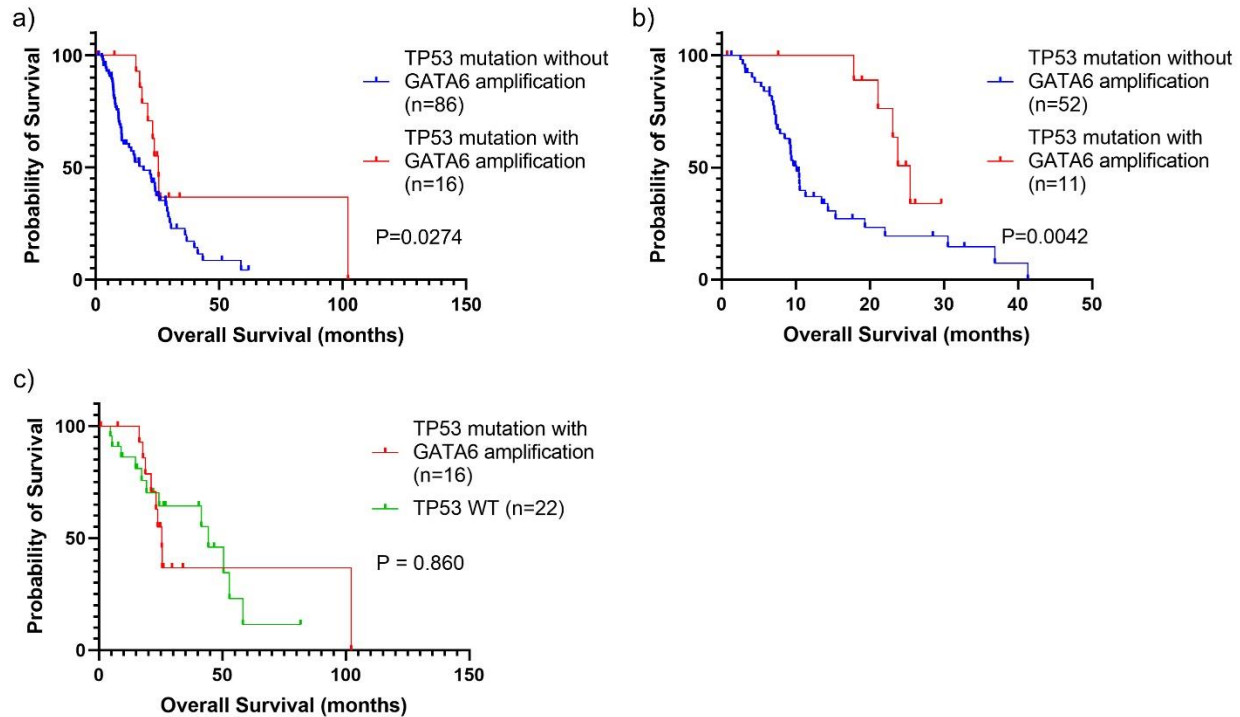 a)
100
50
0
0
50
100
150
Probability of Survival
Overall Survival (months)
TP53 mutation without
GATA6 amplification
(n=86)
TP53 mutation with
GATA6 amplification
(n=16)
P=0.0274
b)
100
50
0
0
10
20
30
40
50
Probability of Survival
Overall Survival (months)
TP53 mutation without
GATA6 amplification
(n=52)
TP53 mutation with
GATA6 amplification
(n=11)
P=0.0042
c)
100
50
0
0
50
100
150
Probability of Survival
Overall Survival (months)
TP53 mutation with
GATA6 amplification
(n=16)
TP53 WT (n=22)
P = 0.860